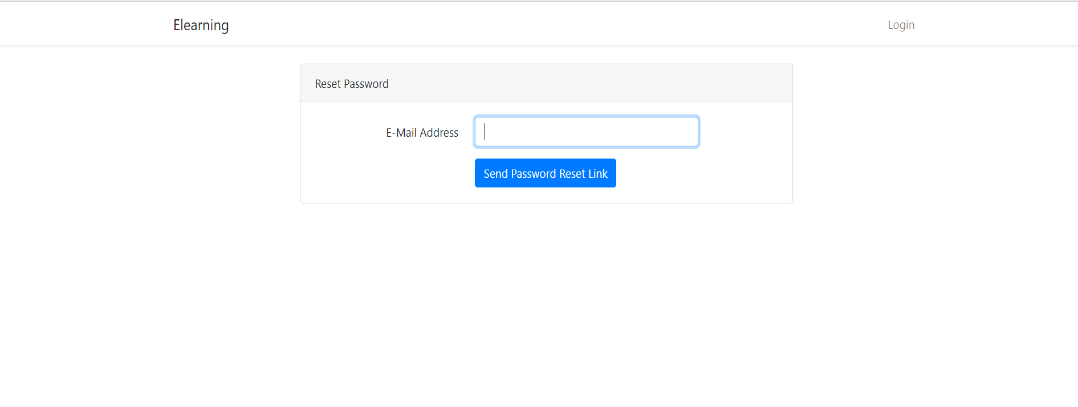 Elearning Login
Reset Password
E-Mail Address
Send Password Reset Link